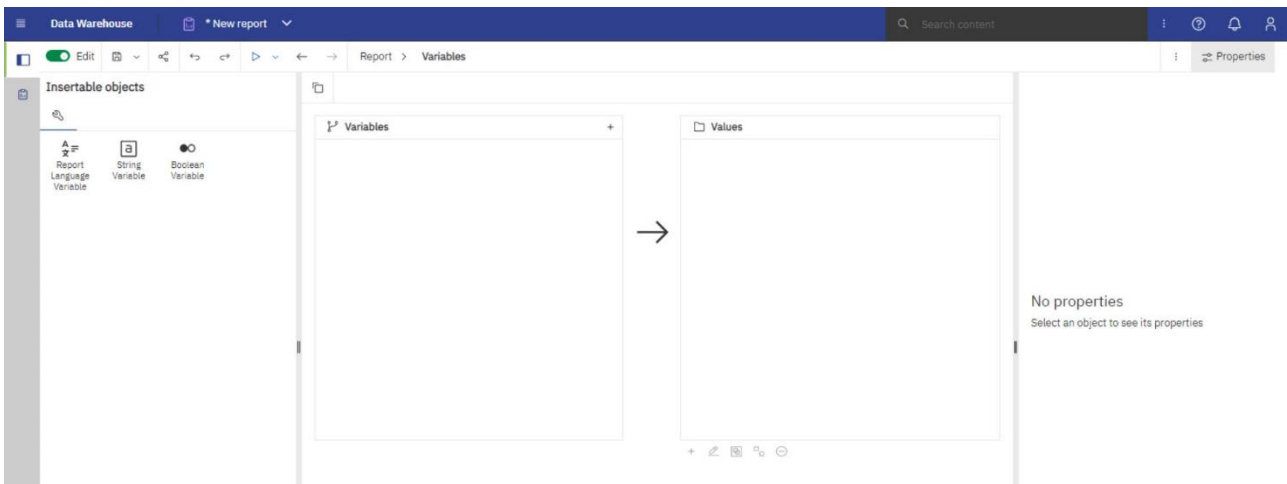 Data Warehouse
* New report
Search content
Edit
Report > Variables
Properties
Insertable objects
Report
Language
Variable
String
Variable
Boolean
Variable
Variables
Values
No properties
Select an object to see its properties